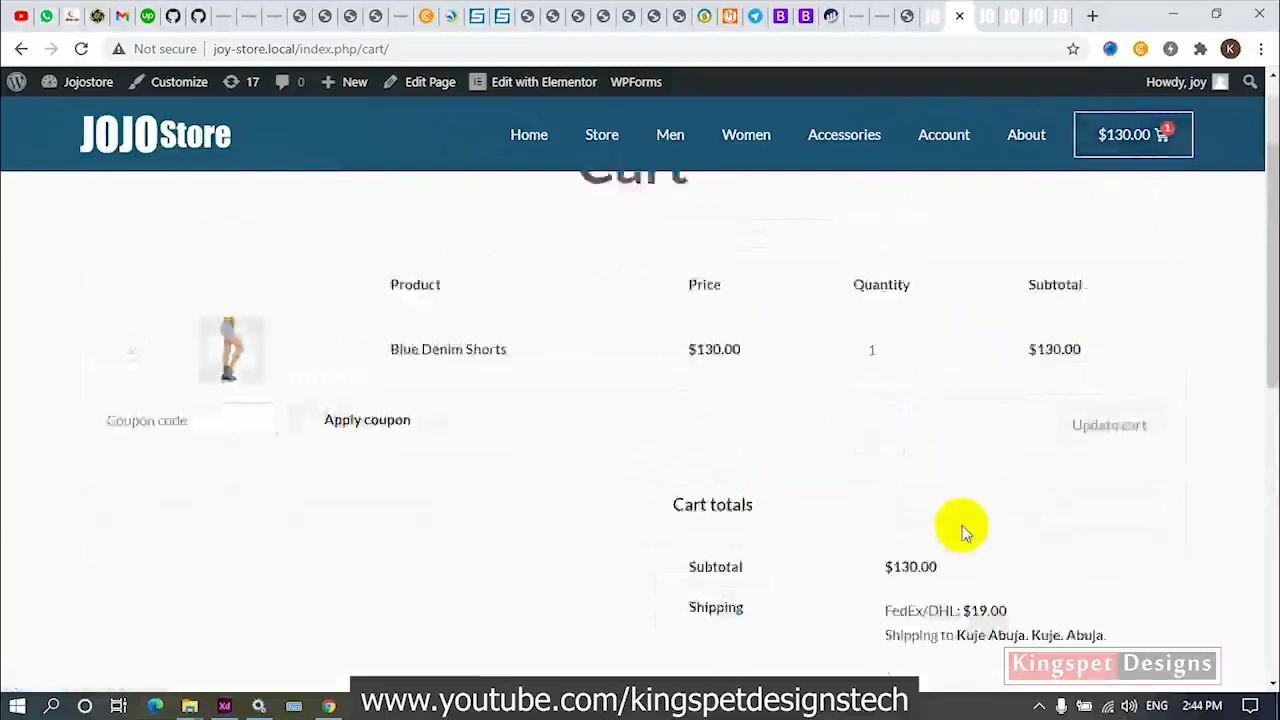 Not secure | joy-store.local/index.php/cart/
Jojostore Customize 17 0 New Edit Page Edit with Elementor WPForms Howdy, joy
JOJO Store Home Store Men Women Accessories Account About $130.00 1
Cart
Product Price Quantity Subtotal
Blue Denim Shorts $130.00 1 $130.00
Coupon code Apply coupon Update cart
Cart totals
Subtotal $130.00
Shipping FedEx/DHL: $19.00
Shipping to Kuje Abuja, Kuje, Abuja.
Kingspet Designs
www.youtube.com/kingspetdesignstech
ENG 2:44 PM